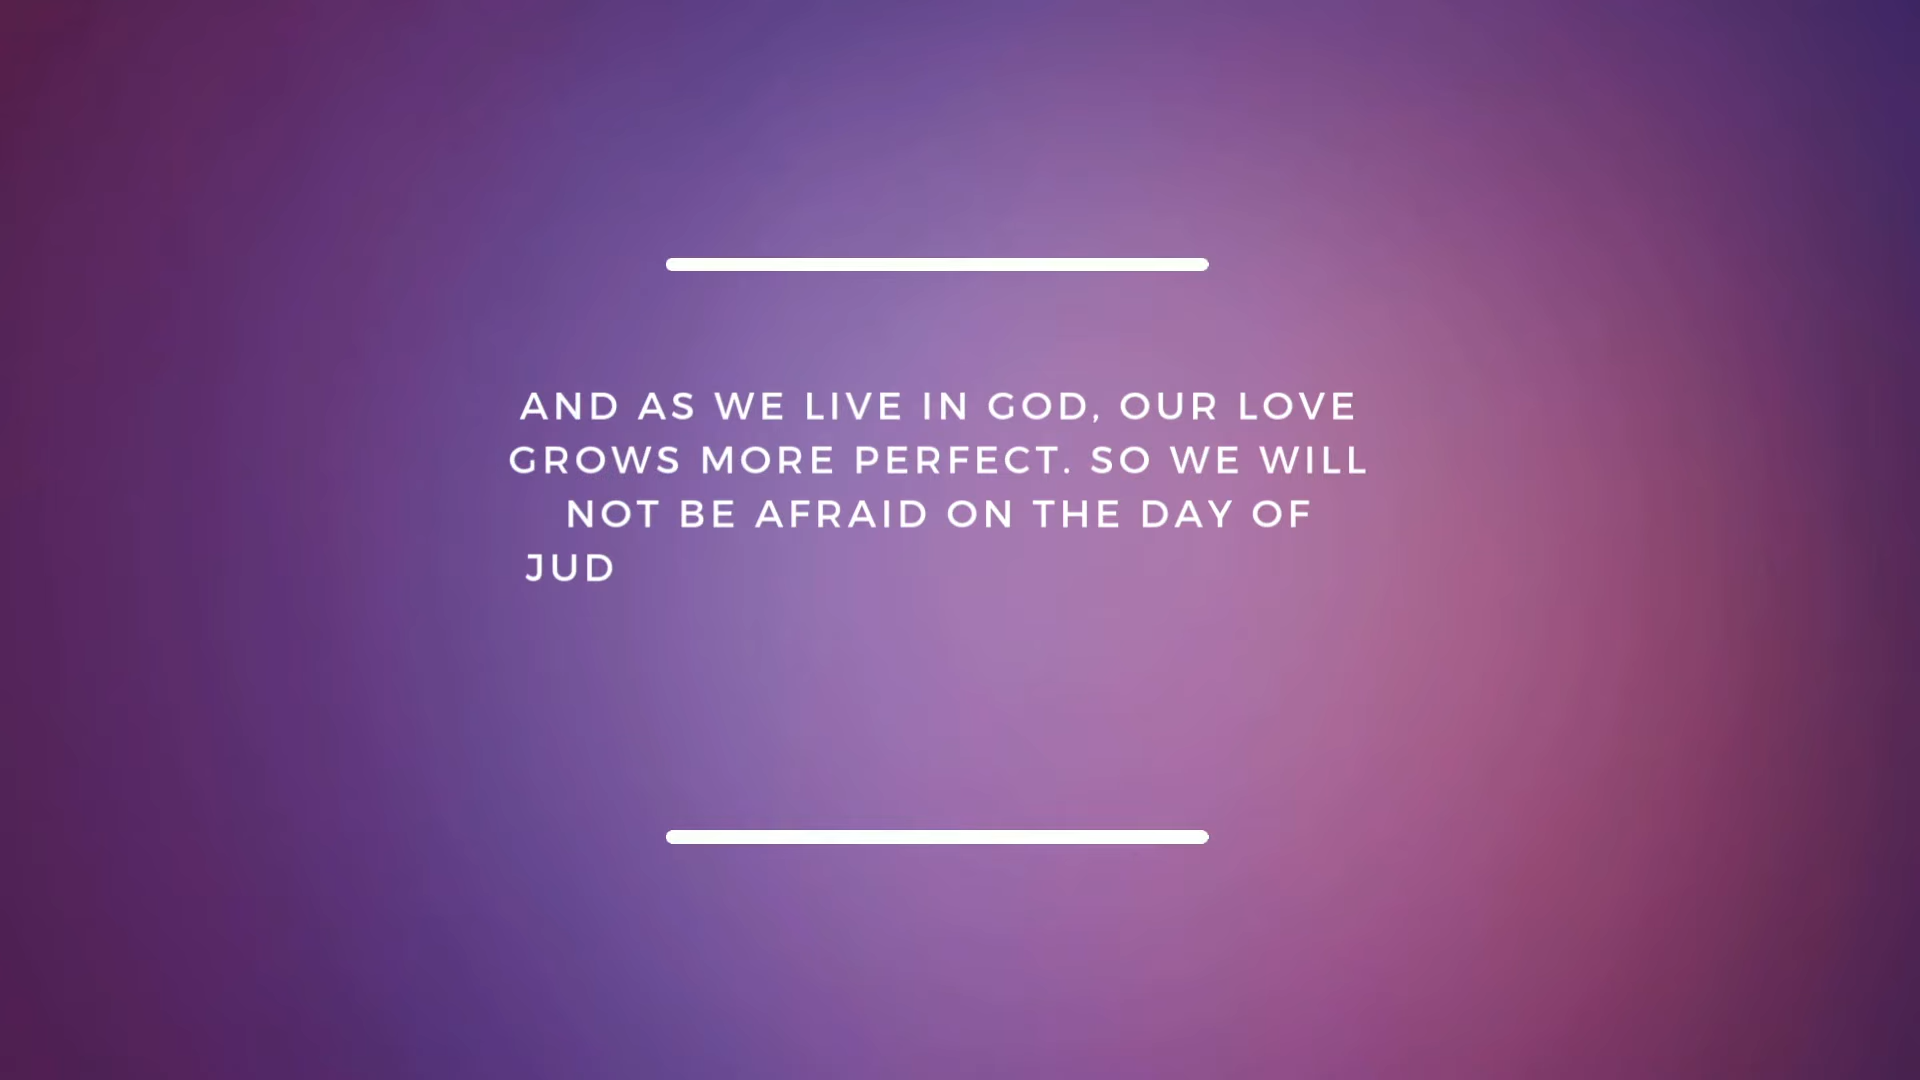 AND AS WE LIVE IN GOD, OUR LOVE
GROWS MORE PERFECT. SO WE WILL
NOT BE AFRAID ON THE DAY OF
JUD